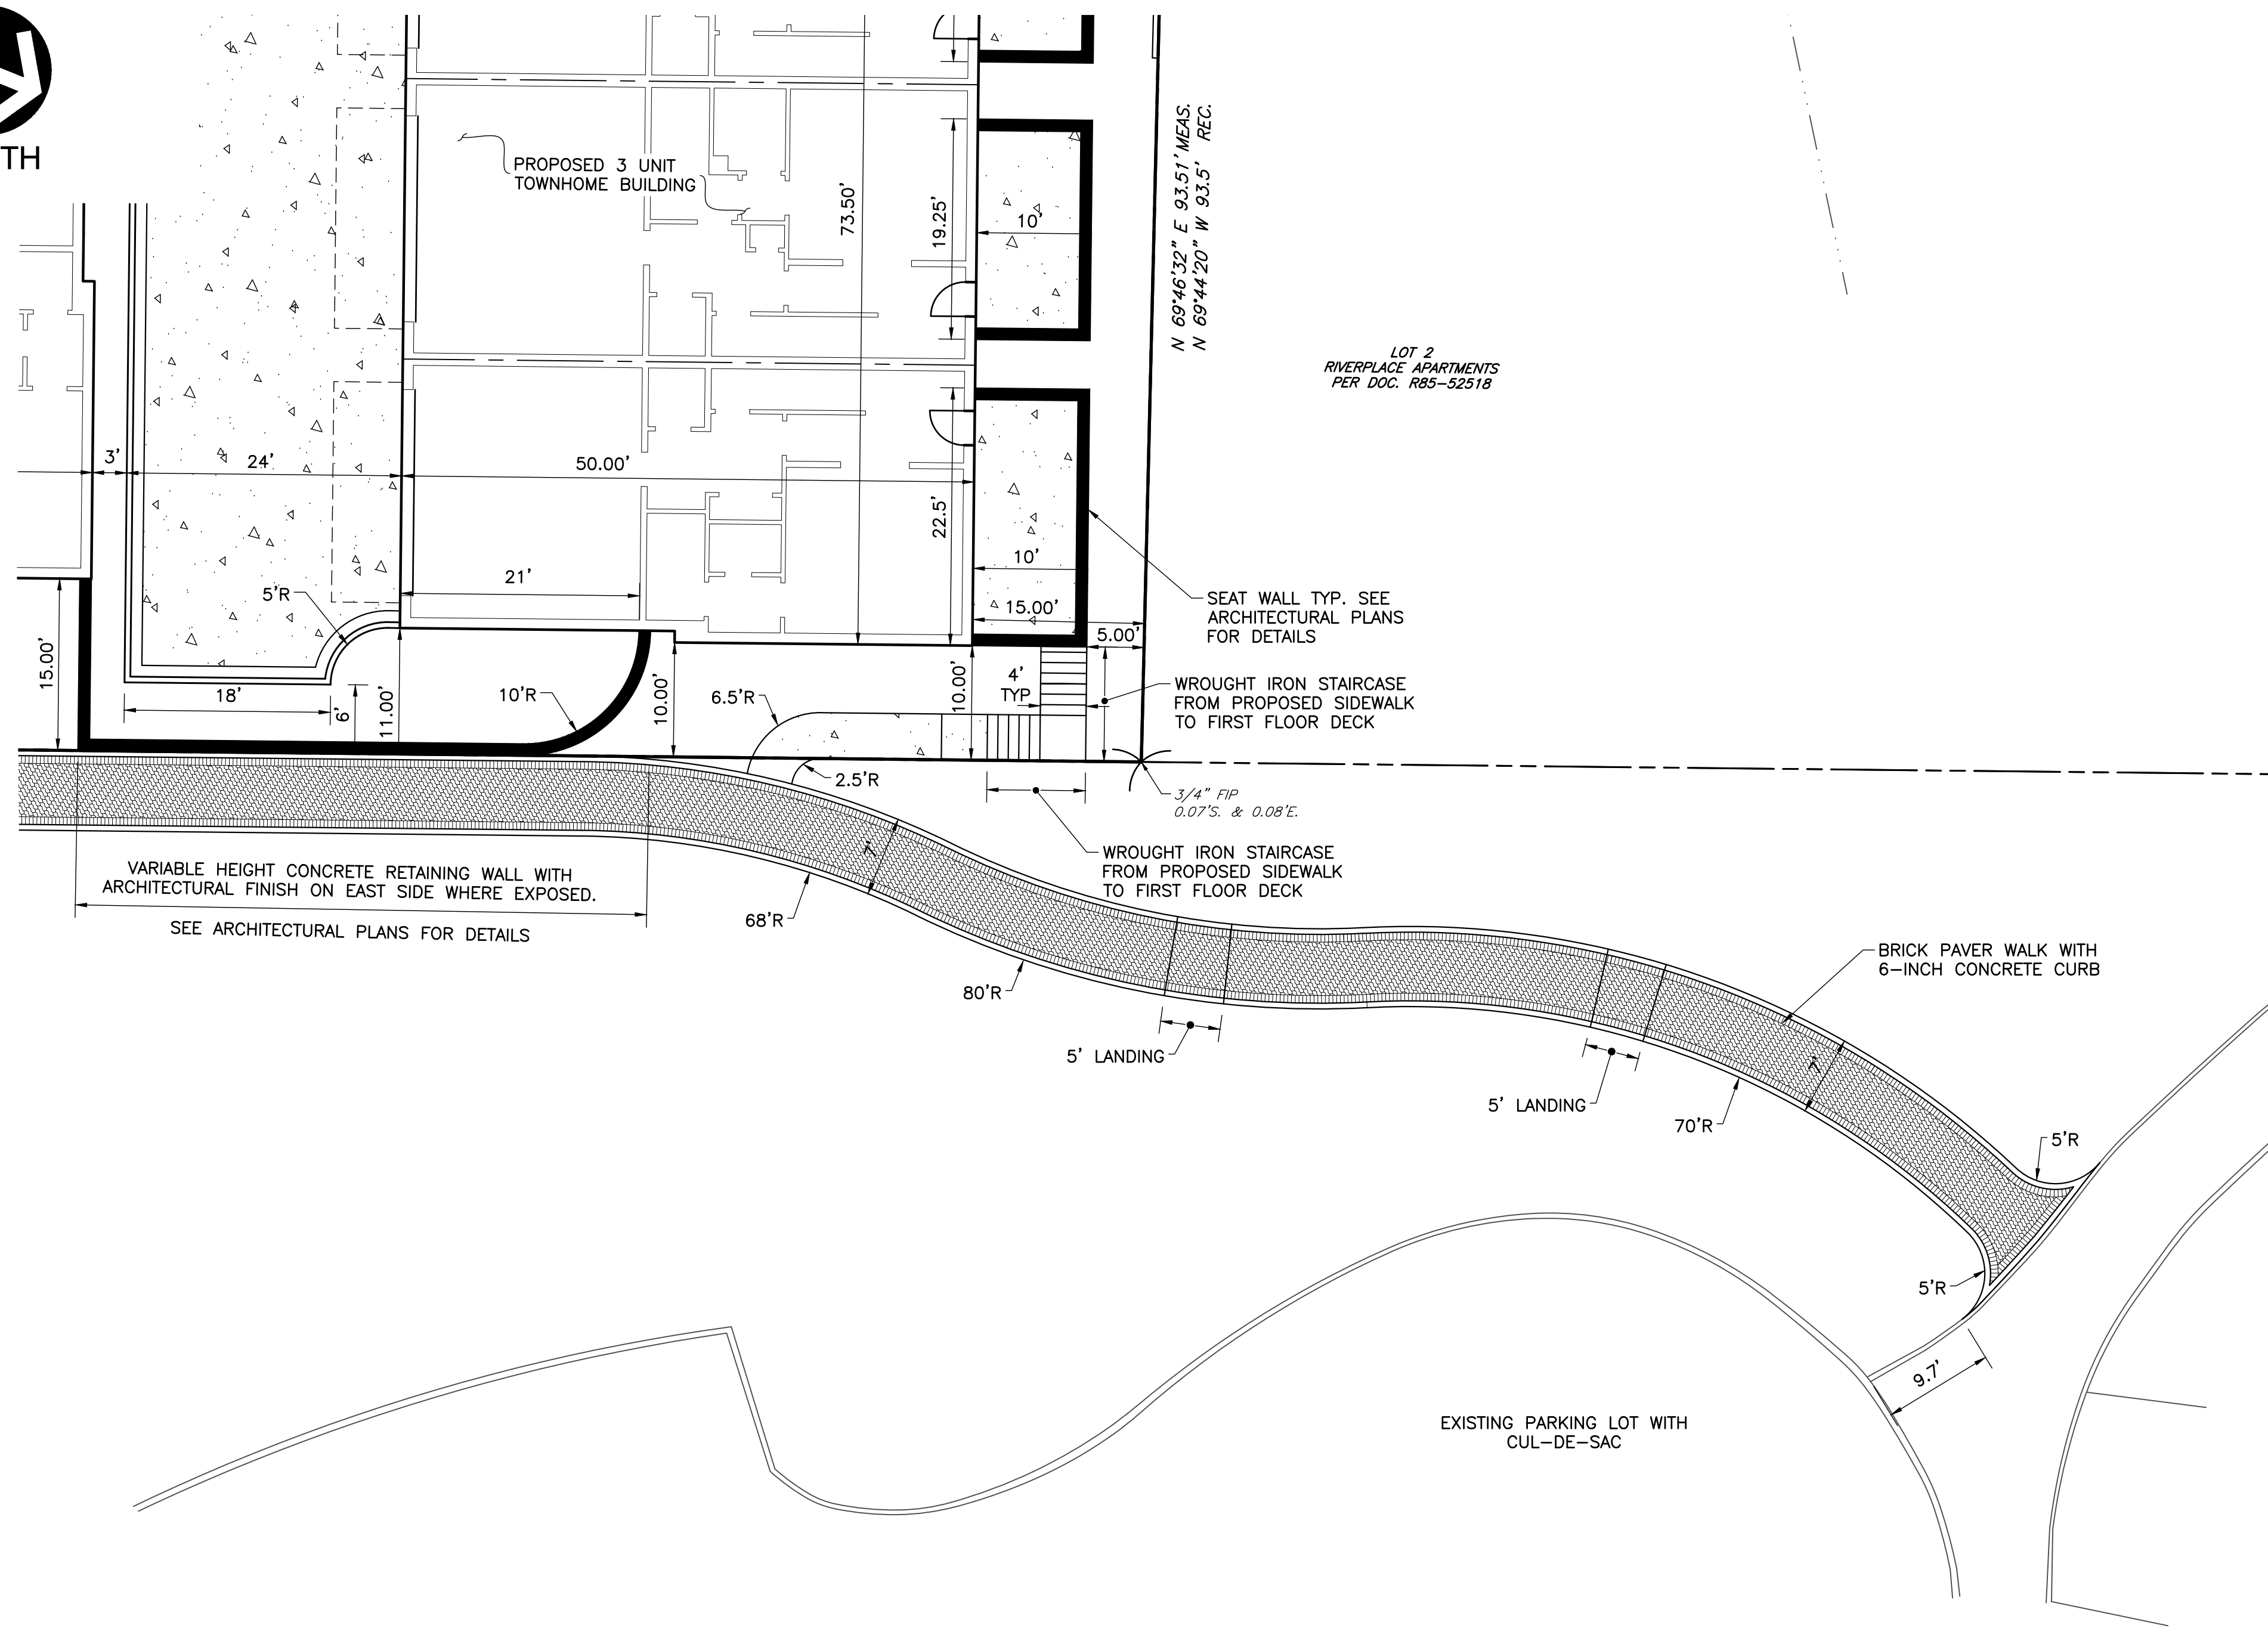 TH
PROPOSED 3 UNIT
TOWNHOME BUILDING
73.50'
19.25'
10'
N 69°46'32" E 93.51' MEAS.
N 69°44'20" W 93.5' REC.
LOT 2
RIVERPLACE APARTMENTS
PER DOC. R85-52518
3'
24'
50.00'
22.5'
10'
21'
5'R
15.00'
5.00'
SEAT WALL TYP. SEE
ARCHITECTURAL PLANS
FOR DETAILS
15.00'
18'
6'
11.00'
10'R
10.00'
6.5'R
10.00'
4'
TYP
WROUGHT IRON STAIRCASE
FROM PROPOSED SIDEWALK
TO FIRST FLOOR DECK
2.5'R
3/4" FIP
0.07'S. & 0.08'E.
7'
WROUGHT IRON STAIRCASE
FROM PROPOSED SIDEWALK
TO FIRST FLOOR DECK
VARIABLE HEIGHT CONCRETE RETAINING WALL WITH
ARCHITECTURAL FINISH ON EAST SIDE WHERE EXPOSED.
SEE ARCHITECTURAL PLANS FOR DETAILS
68'R
80'R
BRICK PAVER WALK WITH
6-INCH CONCRETE CURB
5' LANDING
5' LANDING
7'
70'R
5'R
5'R
9.7'
EXISTING PARKING LOT WITH
CUL-DE-SAC